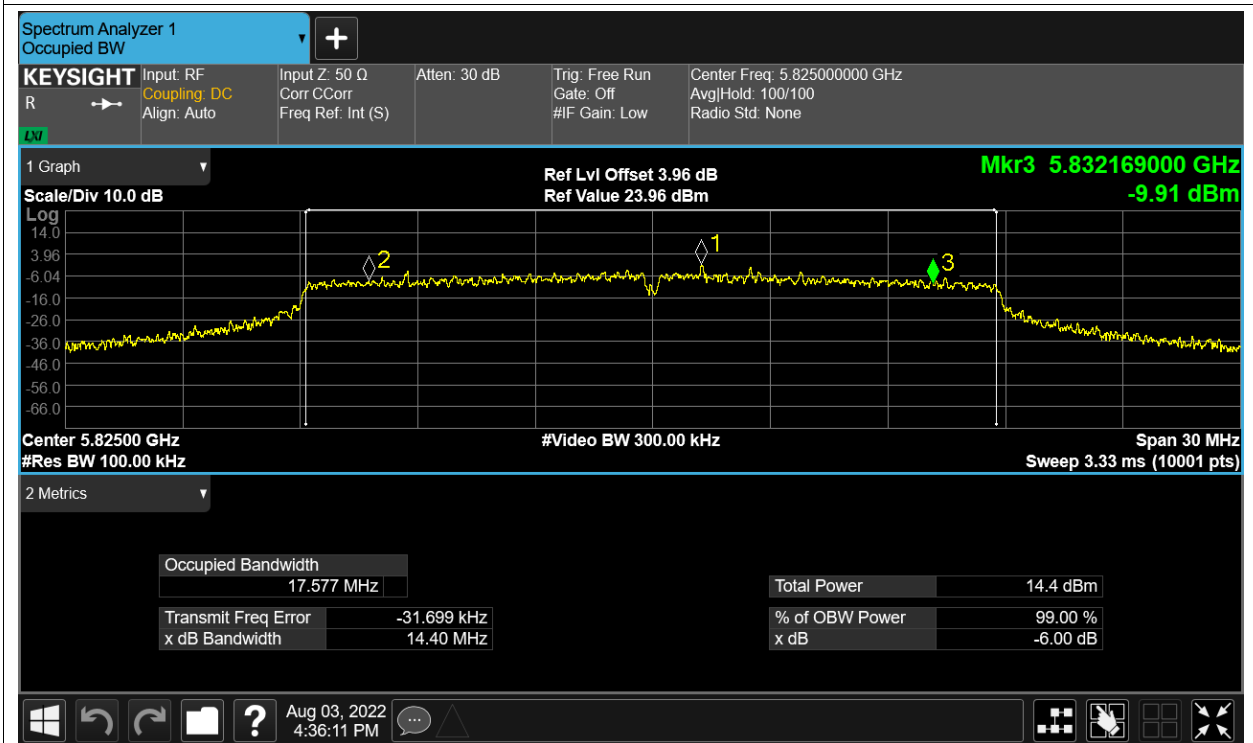 Spectrum Analyzer 1
Occupied BW
KEYSIGHT
R
LXI
Input: RF
Coupling: DC
Align: Auto
Input Z: 50 Ω
Corr CCorr
Freq Ref: Int (S)
Atten: 30 dB
Trig: Free Run
Gate: Off
#IF Gain: Low
Center Freq: 5.825000000 GHz
Avg|Hold: 100/100
Radio Std: None
1 Graph
Scale/Div 10.0 dB
Ref Lvl Offset 3.96 dB
Ref Value 23.96 dBm
Mkr3 5.832169000 GHz
-9.91 dBm
Log
14.0
3.96
-6.04
-16.0
-26.0
-36.0
-46.0
-56.0
-66.0
2
1
3
Center 5.82500 GHz
#Res BW 100.00 kHz
#Video BW 300.00 kHz
Span 30 MHz
Sweep 3.33 ms (10001 pts)
2 Metrics
Occupied Bandwidth
17.577 MHz
Transmit Freq Error -31.699 kHz
x dB Bandwidth 14.40 MHz
Total Power 14.4 dBm
% of OBW Power 99.00 %
x dB -6.00 dB
Aug 03, 2022
4:36:11 PM